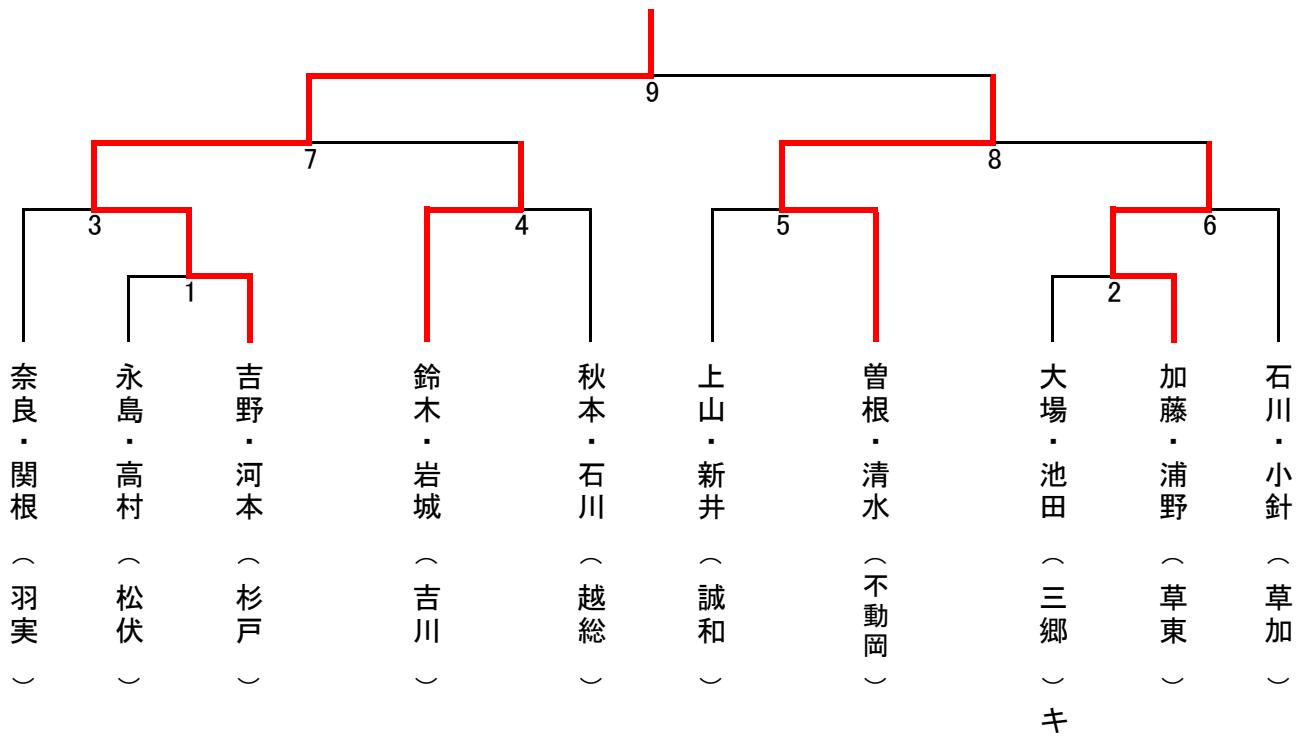 9
7
8
3
4
5
6
1
2
奈良・関根（羽実）
永島・高村（松伏）
吉野・河本（杉戸）
鈴木・岩城（吉川）
秋本・石川（越総）
上山・新井（誠和）
曽根・清水（不動岡）
大場・池田（三郷）キ
加藤・浦野（草東）
石川・小針（草加）